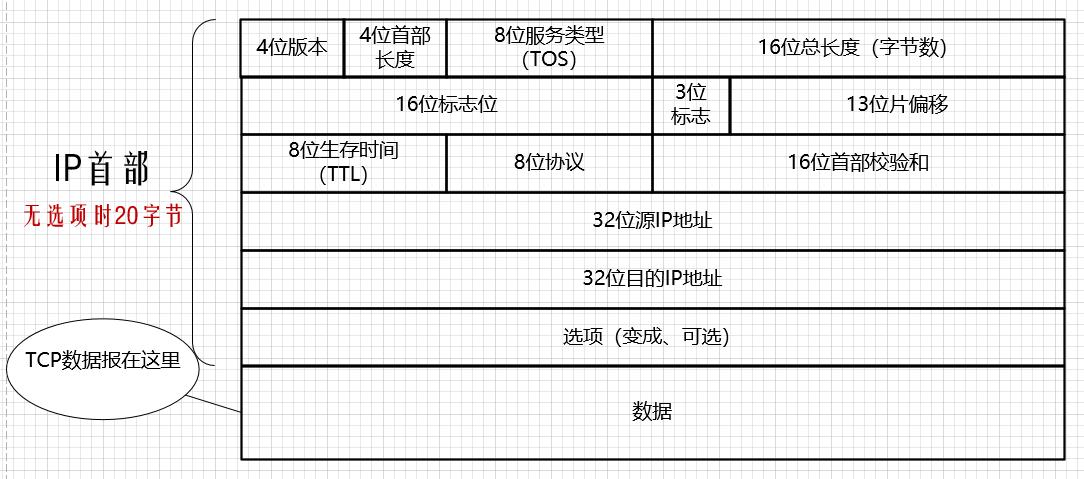 4位版本
4位首部
长度
8位服务类型
（TOS）
16位总长度（字节数）
16位标志位
3位
标志
13位片偏移
8位生存时间
（TTL）
8位协议
16位首部校验和
IP首部
无选项时20字节
32位源IP地址
32位目的IP地址
选项（变成、可选）
TCP数据报在这里
数据